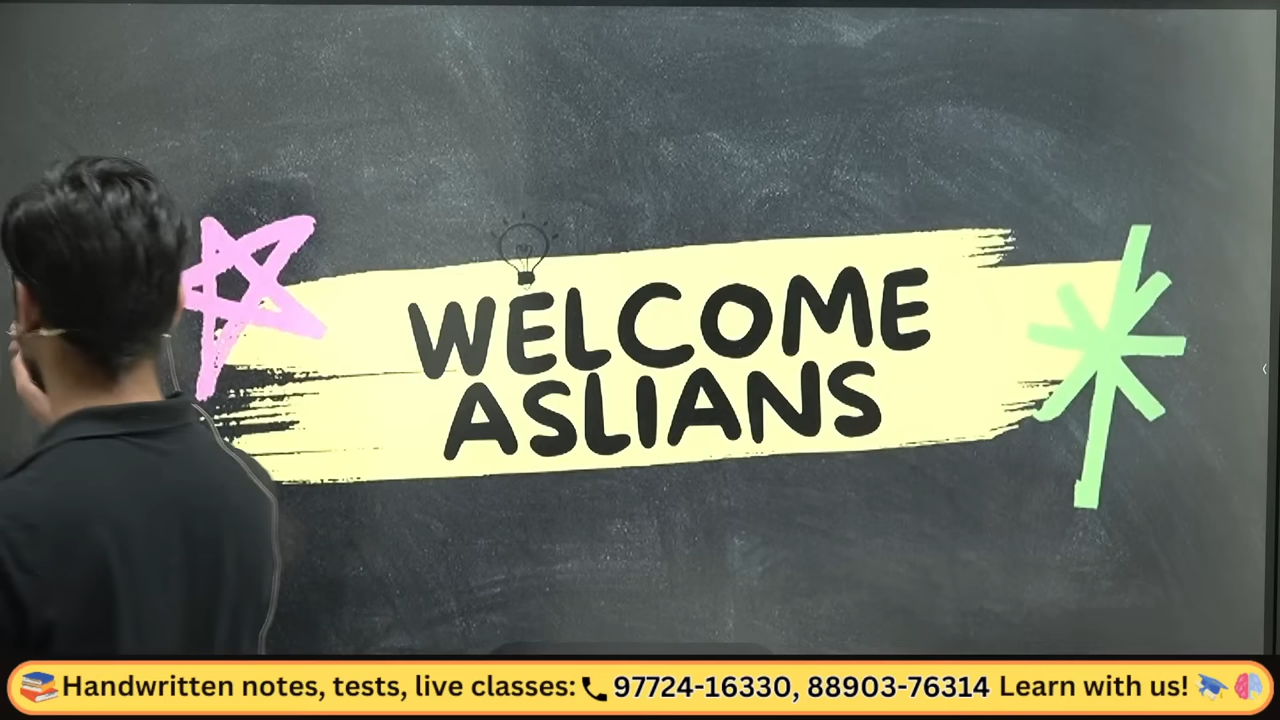 WELCOME
ASLIANS
Handwritten notes, tests, live classes: 97724-16330, 88903-76314 Learn with us!